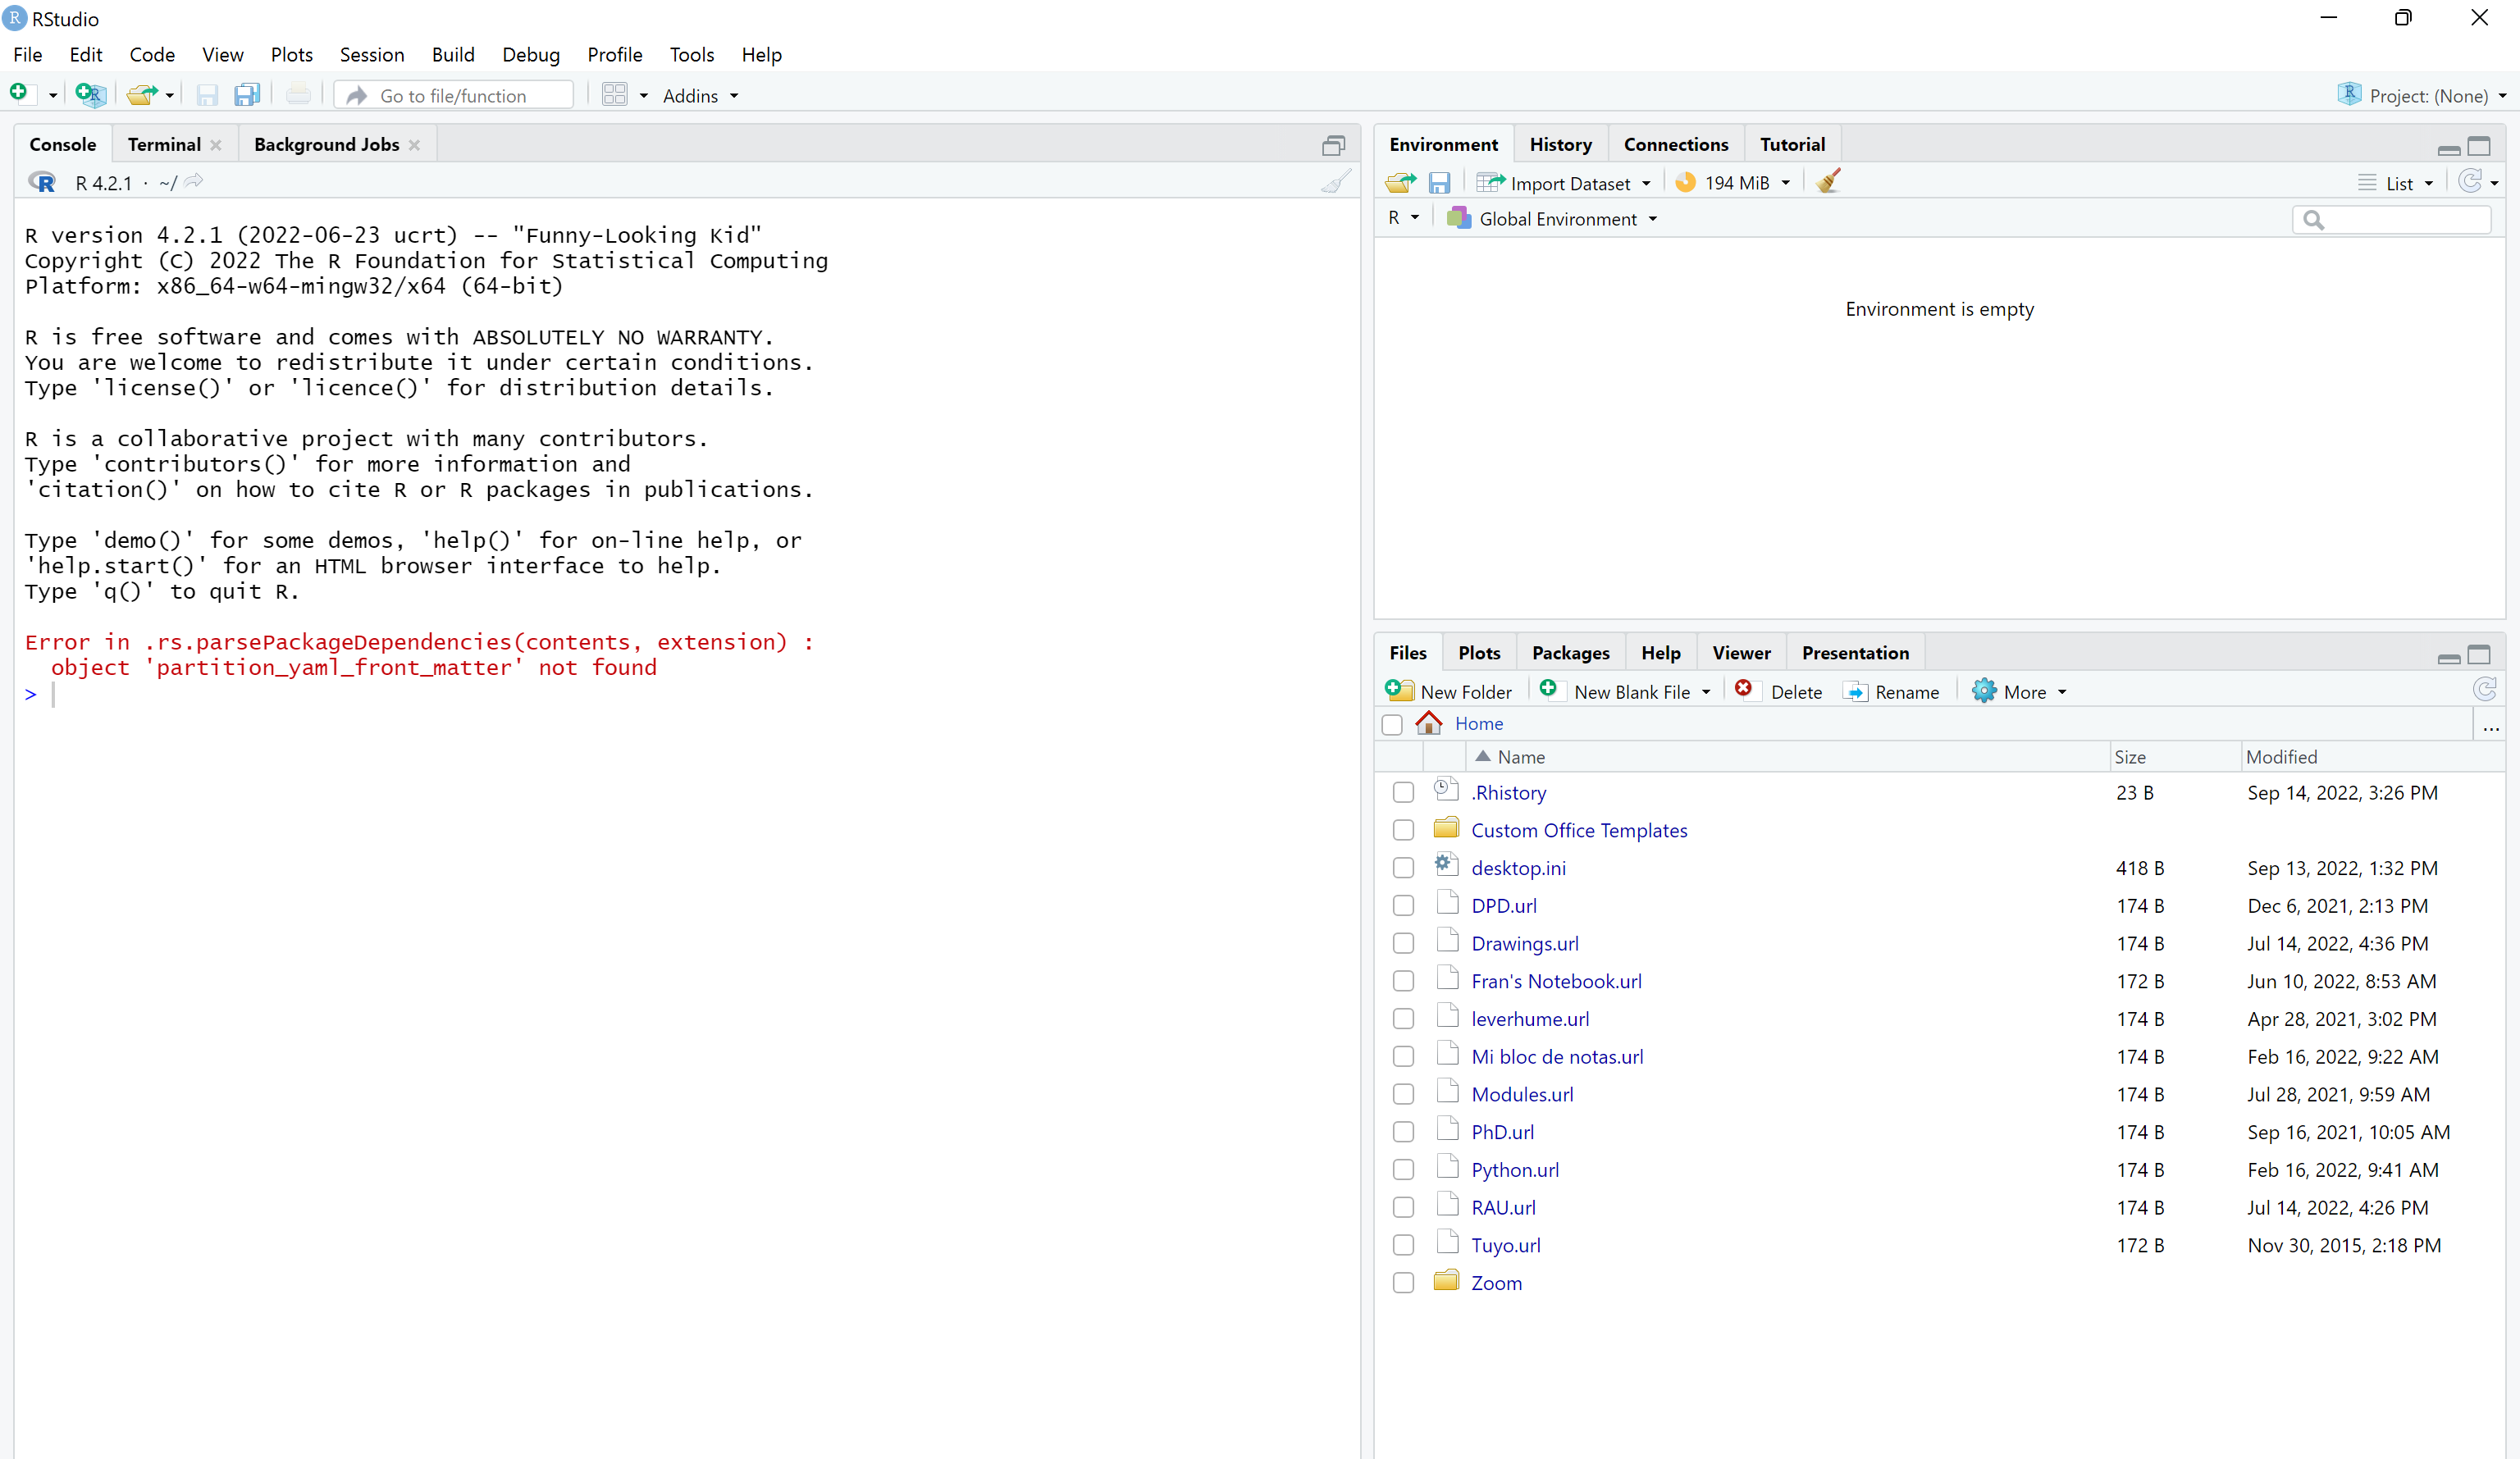 RStudio
File Edit Code View Plots Session Build Debug Profile Tools Help
Go to file/function Addins Project: (None)
Console Terminal Background Jobs
R 4.2.1 · ~/
R version 4.2.1 (2022-06-23 ucrt) -- "Funny-Looking Kid"
Copyright (C) 2022 The R Foundation for Statistical Computing
Platform: x86_64-w64-mingw32/x64 (64-bit)
R is free software and comes with ABSOLUTELY NO WARRANTY.
You are welcome to redistribute it under certain conditions.
Type 'license()' or 'licence()' for distribution details.
R is a collaborative project with many contributors.
Type 'contributors()' for more information and
'citation()' on how to cite R or R packages in publications.
Type 'demo()' for some demos, 'help()' for on-line help, or
'help.start()' for an HTML browser interface to help.
Type 'q()' to quit R.
Error in .rs.parsePackageDependencies(contents, extension) :
object 'partition_yaml_front_matter' not found
>
Environment History Connections Tutorial
Import Dataset 194 MiB List
R Global Environment
Environment is empty
Files Plots Packages Help Viewer Presentation
New Folder New Blank File Delete Rename More
Home ...
Name Size Modified
.Rhistory 23 B Sep 14, 2022, 3:26 PM
Custom Office Templates
desktop.ini 418 B Sep 13, 2022, 1:32 PM
DPD.url 174 B Dec 6, 2021, 2:13 PM
Drawings.url 174 B Jul 14, 2022, 4:36 PM
Fran's Notebook.url 172 B Jun 10, 2022, 8:53 AM
leverhume.url 174 B Apr 28, 2021, 3:02 PM
Mi bloc de notas.url 174 B Feb 16, 2022, 9:22 AM
Modules.url 174 B Jul 28, 2021, 9:59 AM
PhD.url 174 B Sep 16, 2021, 10:05 AM
Python.url 174 B Feb 16, 2022, 9:41 AM
RAU.url 174 B Jul 14, 2022, 4:26 PM
Tuyo.url 172 B Nov 30, 2015, 2:18 PM
Zoom